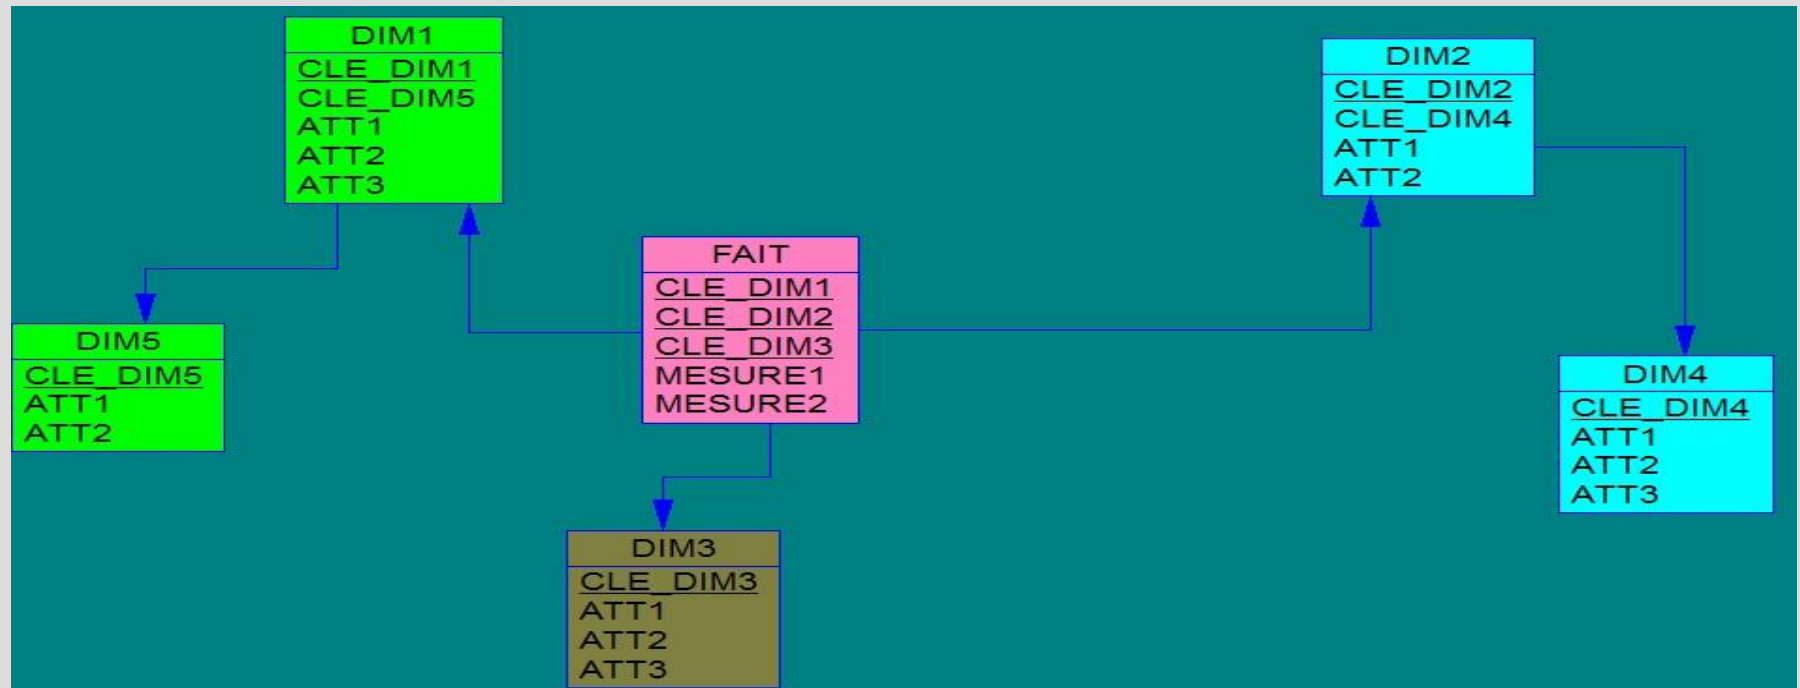 DIM1
CLE_DIM1
CLE_DIM5
ATT1
ATT2
ATT3
DIM2
CLE_DIM2
CLE_DIM4
ATT1
ATT2
FAIT
CLE_DIM1
CLE_DIM2
CLE_DIM3
MESURE1
MESURE2
DIM5
CLE_DIM5
ATT1
ATT2
DIM4
CLE_DIM4
ATT1
ATT2
ATT3
DIM3
CLE_DIM3
ATT1
ATT2
ATT3